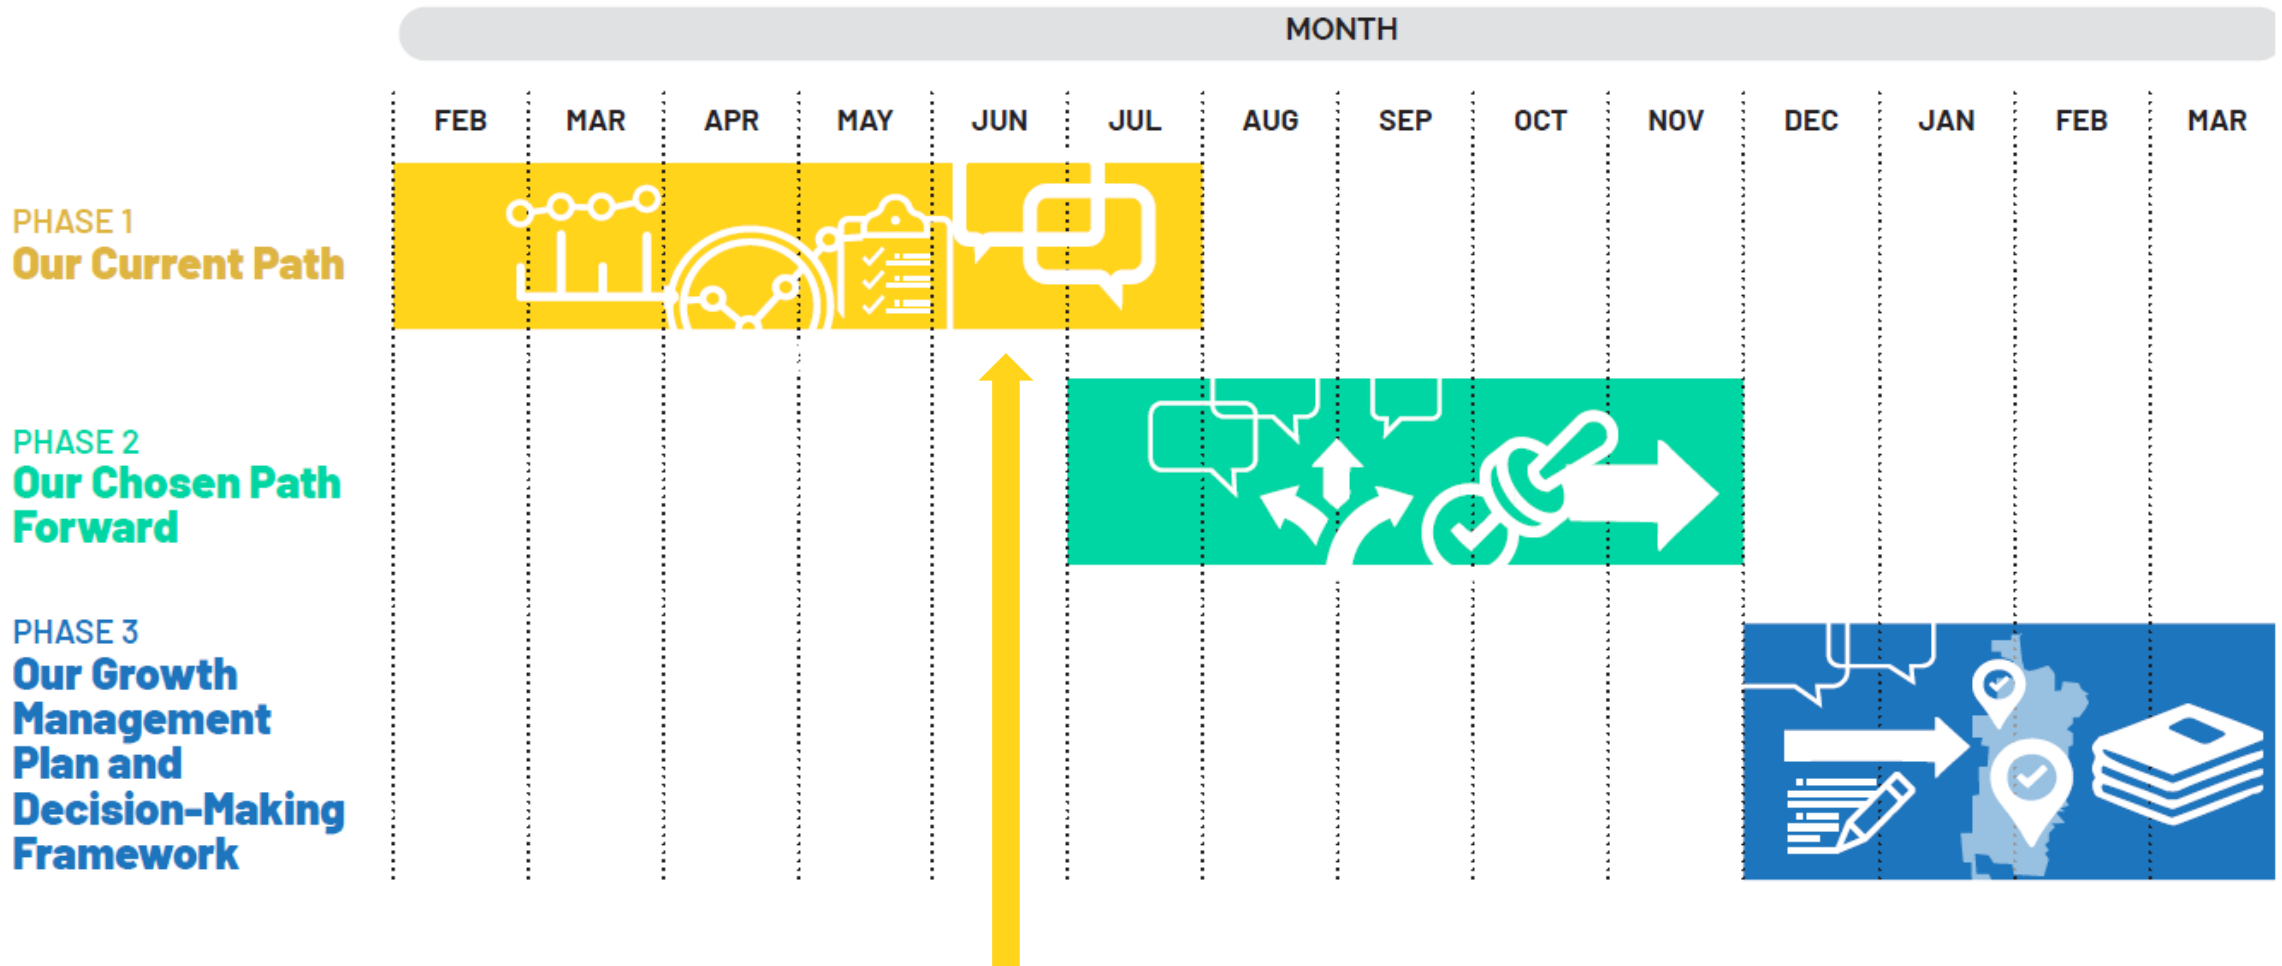 MONTH
FEB MAR APR MAY JUN JUL AUG SEP OCT NOV DEC JAN FEB MAR
PHASE 1
Our Current Path
PHASE 2
Our Chosen Path
Forward
PHASE 3
Our Growth
Management
Plan and
Decision-Making
Framework